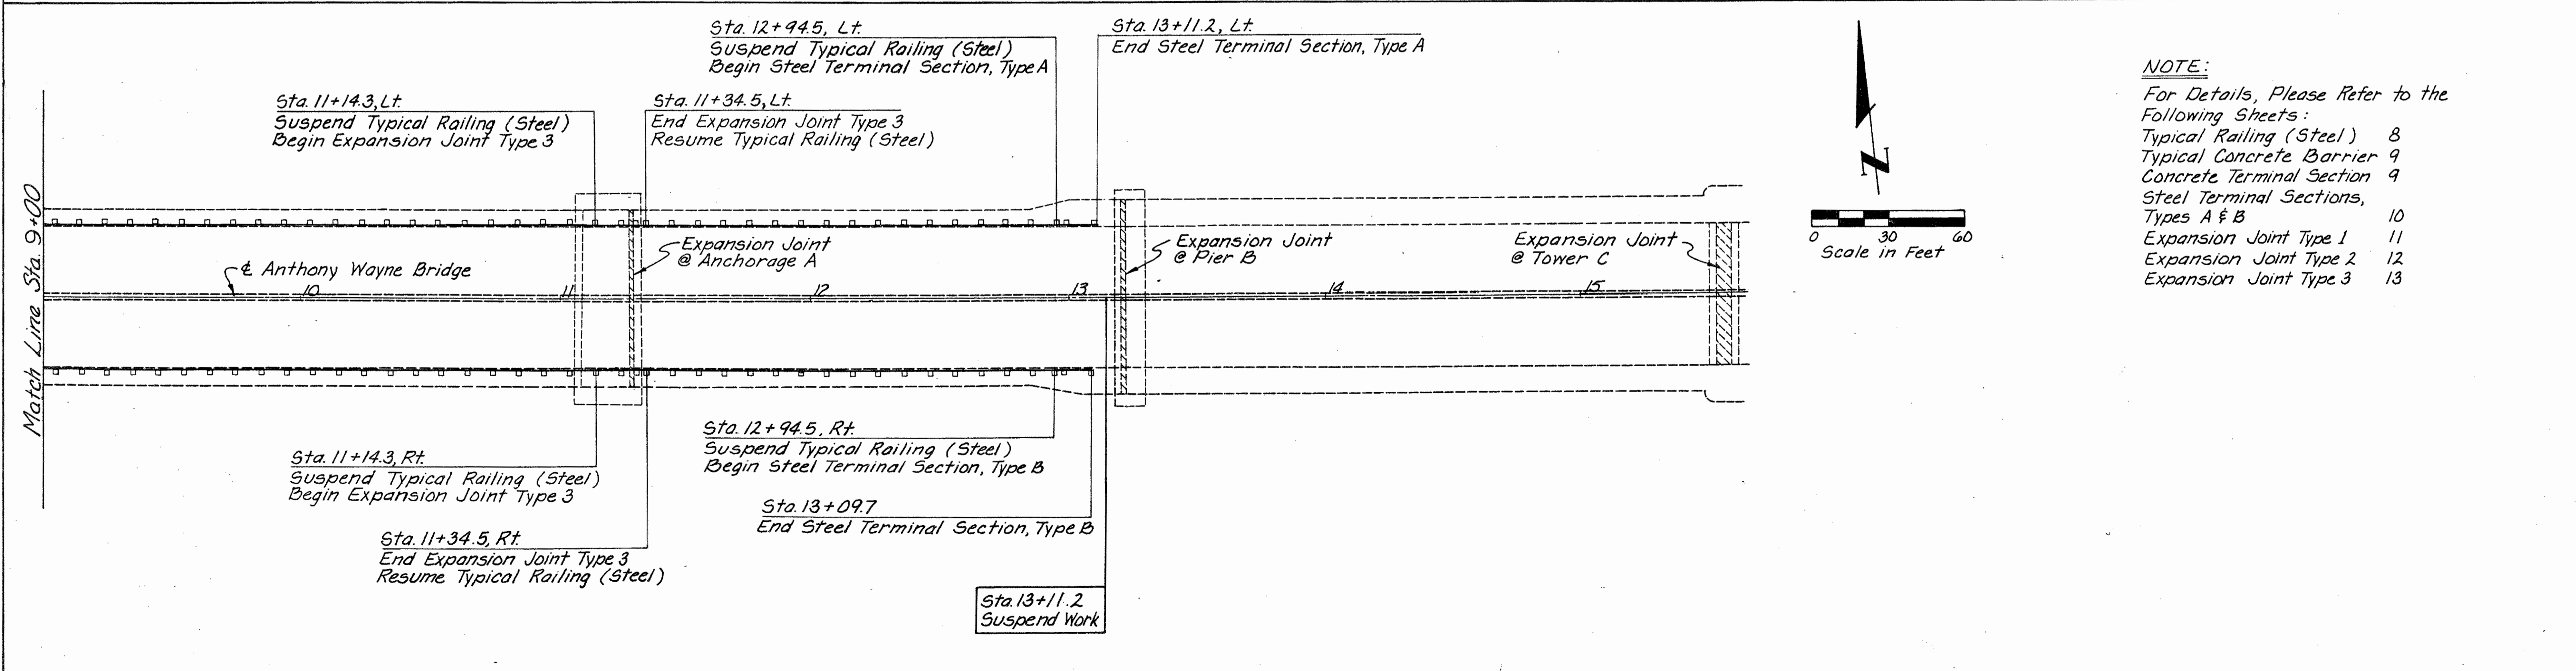 Sta. 12+94.5, Lt.
Suspend Typical Railing (Steel)
Begin Steel Terminal Section, Type A
Sta. 13+11.2, Lt.
End Steel Terminal Section, Type A
Sta. 11+14.3, Lt.
Suspend Typical Railing (Steel)
Begin Expansion Joint Type 3
Sta. 11+34.5, Lt.
End Expansion Joint Type 3
Resume Typical Railing (Steel)
Match Line Sta. 9+00
℄ Anthony Wayne Bridge
Expansion Joint
@ Anchorage A
Expansion Joint
@ Pier B
Expansion Joint
@ Tower C
10
11
12
13
14
15
Sta. 12+94.5, Rt.
Suspend Typical Railing (Steel)
Begin Steel Terminal Section, Type B
Sta. 11+14.3, Rt.
Suspend Typical Railing (Steel)
Begin Expansion Joint Type 3
Sta. 13+09.7
End Steel Terminal Section, Type B
Sta. 11+34.5, Rt.
End Expansion Joint Type 3
Resume Typical Railing (Steel)
Sta. 13+11.2
Suspend Work
N
0 30 60
Scale in Feet
NOTE:
For Details, Please Refer to the
Following Sheets:
Typical Railing (Steel) 8
Typical Concrete Barrier 9
Concrete Terminal Section 9
Steel Terminal Sections,
Types A & B 10
Expansion Joint Type 1 11
Expansion Joint Type 2 12
Expansion Joint Type 3 13